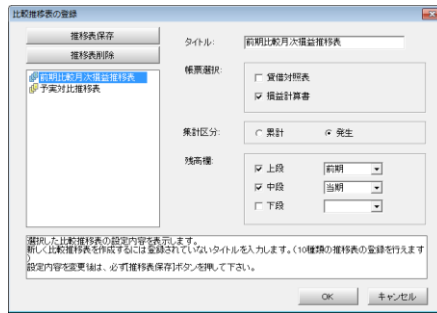 比較推移表の登録
推移表保存
推移表削除
前期比較月次損益推移表
予実対比推移表
タイトル:
前期比較月次損益推移表
帳票選択:
貸借対照表
損益計算書
集計区分:
累計
発生
残高欄:
上段
前期
中段
当期
下段
選択した比較推移表の設定内容を表示します。
新しく比較推移表を作成するには登録されていないタイトルを入力します。(10種類の推移表の登録を行えます
)
設定内容を変更後は、必ず[推移表保存]ボタンを押して下さい。
OK
キャンセル